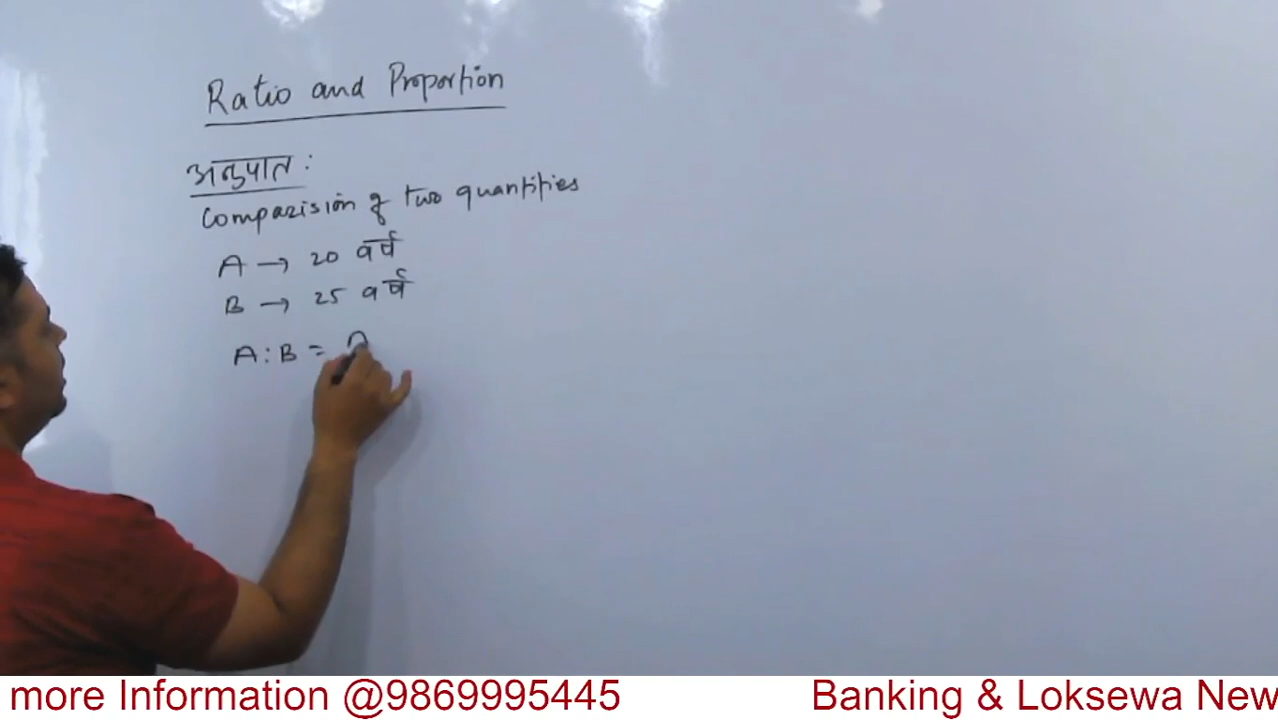 Ratio and Proportion
अनुपात :
Comparision of two quantities
A → 20 वर्ष
B → 25 वर्ष
A : B =
more Information @9869995445
Banking & Loksewa New